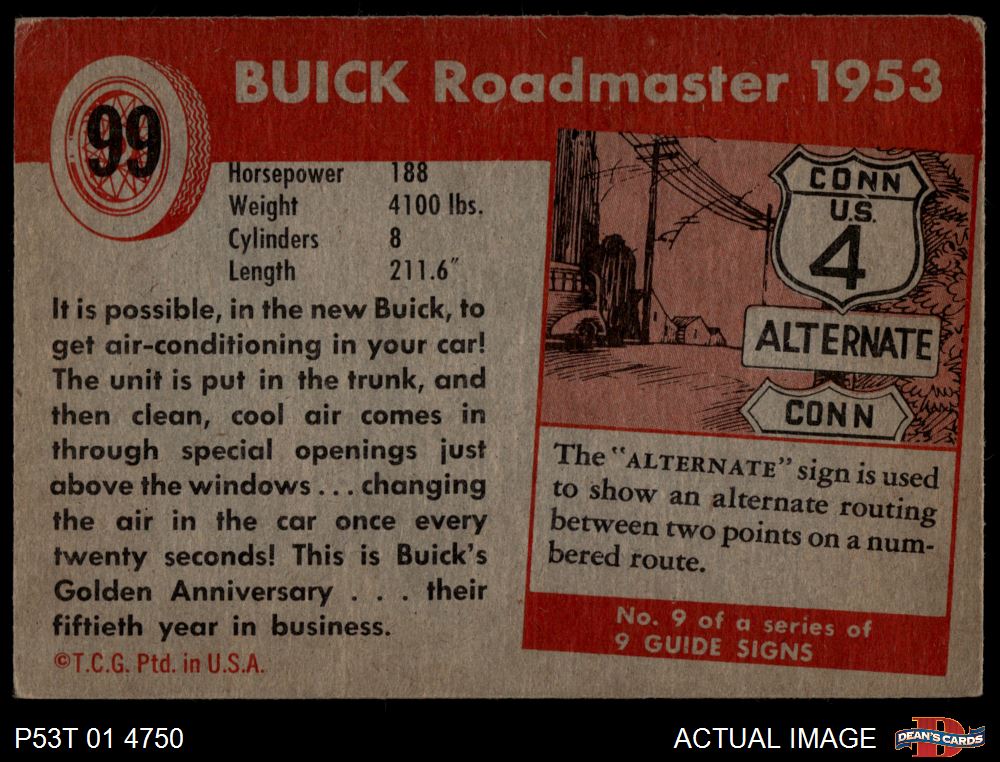 99
BUICK Roadmaster 1953
Horsepower 188
Weight 4100 lbs.
Cylinders 8
Length 211.6"
It is possible, in the new Buick, to
get air-conditioning in your car!
The unit is put in the trunk, and
then clean, cool air comes in
through special openings just
above the windows... changing
the air in the car once every
twenty seconds! This is Buick's
Golden Anniversary . . . their
fiftieth year in business.
©T.C.G. Ptd. in U.S.A.
CONN
U.S.
4
ALTERNATE
CONN
The "ALTERNATE" sign is used
to show an alternate routing
between two points on a num-
bered route.
No. 9 of a series of
9 GUIDE SIGNS
P53T 01 4750
ACTUAL IMAGE
DEAN'S CARDS